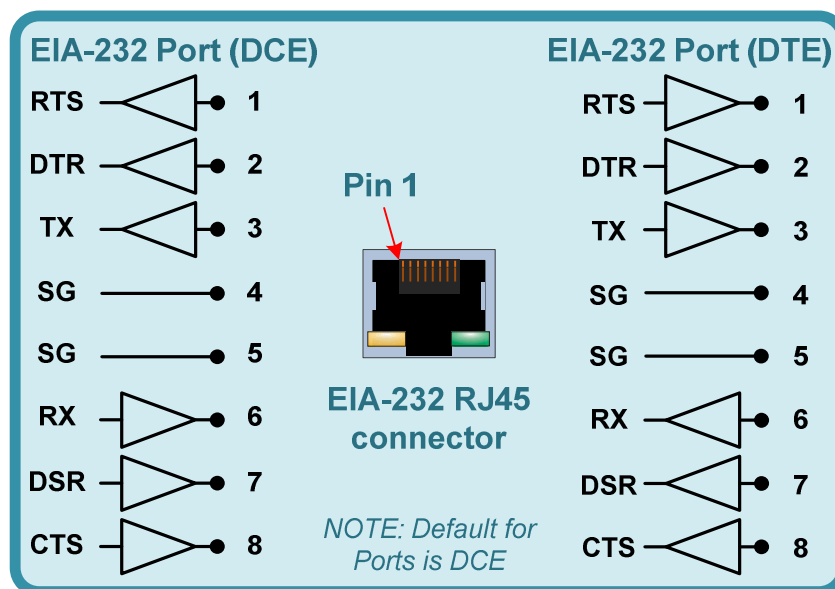 EIA-232 Port (DCE)
RTS 1
DTR 2
TX 3
SG 4
SG 5
RX 6
DSR 7
CTS 8
Pin 1
EIA-232 RJ45
connector
NOTE: Default for
Ports is DCE
EIA-232 Port (DTE)
RTS 1
DTR 2
TX 3
SG 4
SG 5
RX 6
DSR 7
CTS 8